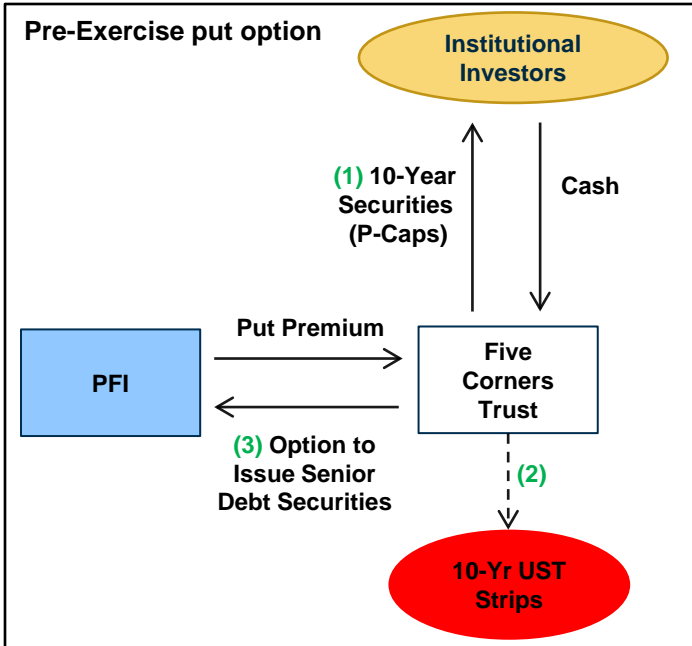 Pre-Exercise put option
Institutional
Investors
(1) 10-Year
Securities
(P-Caps)
Cash
Put Premium
PFI
Five
Corners
Trust
(3) Option to
Issue Senior
Debt Securities
(2)
10-Yr UST
Strips